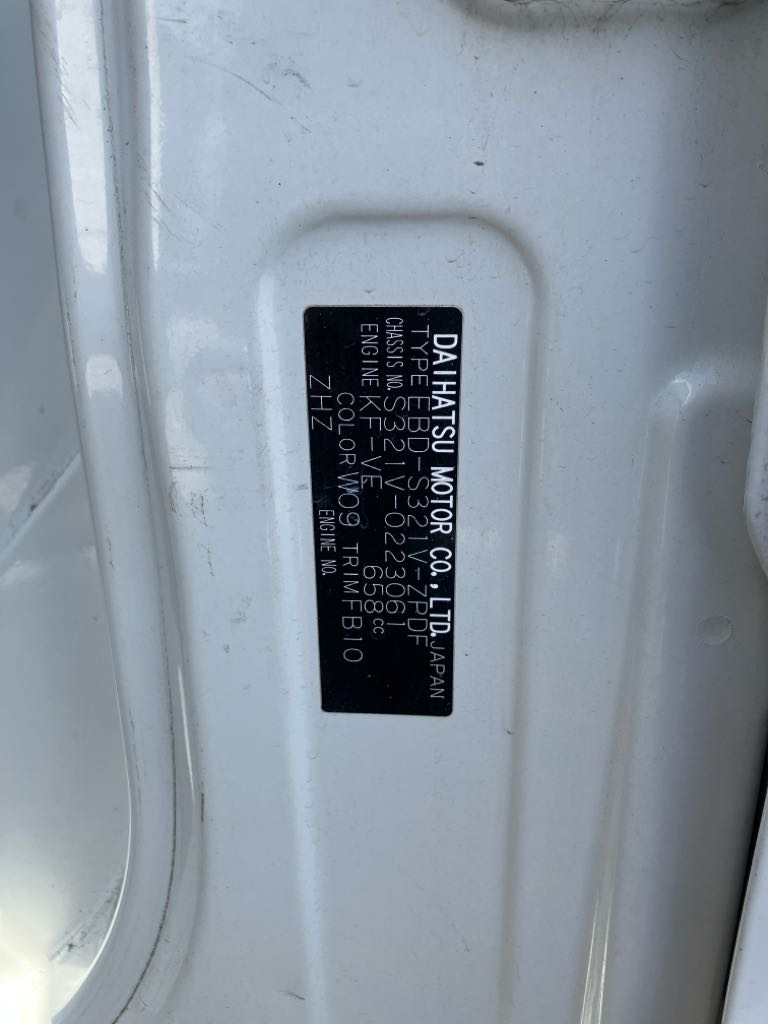 DAIHATSU MOTOR CO.,LTD.JAPAN
TYPE EBD-S321V-ZPDF
CHASSIS NO. S321V-0223061
ENGINE KF-VE 658cc
COLOR W09 TRIM FB10
ZHZ ENGINE NO.